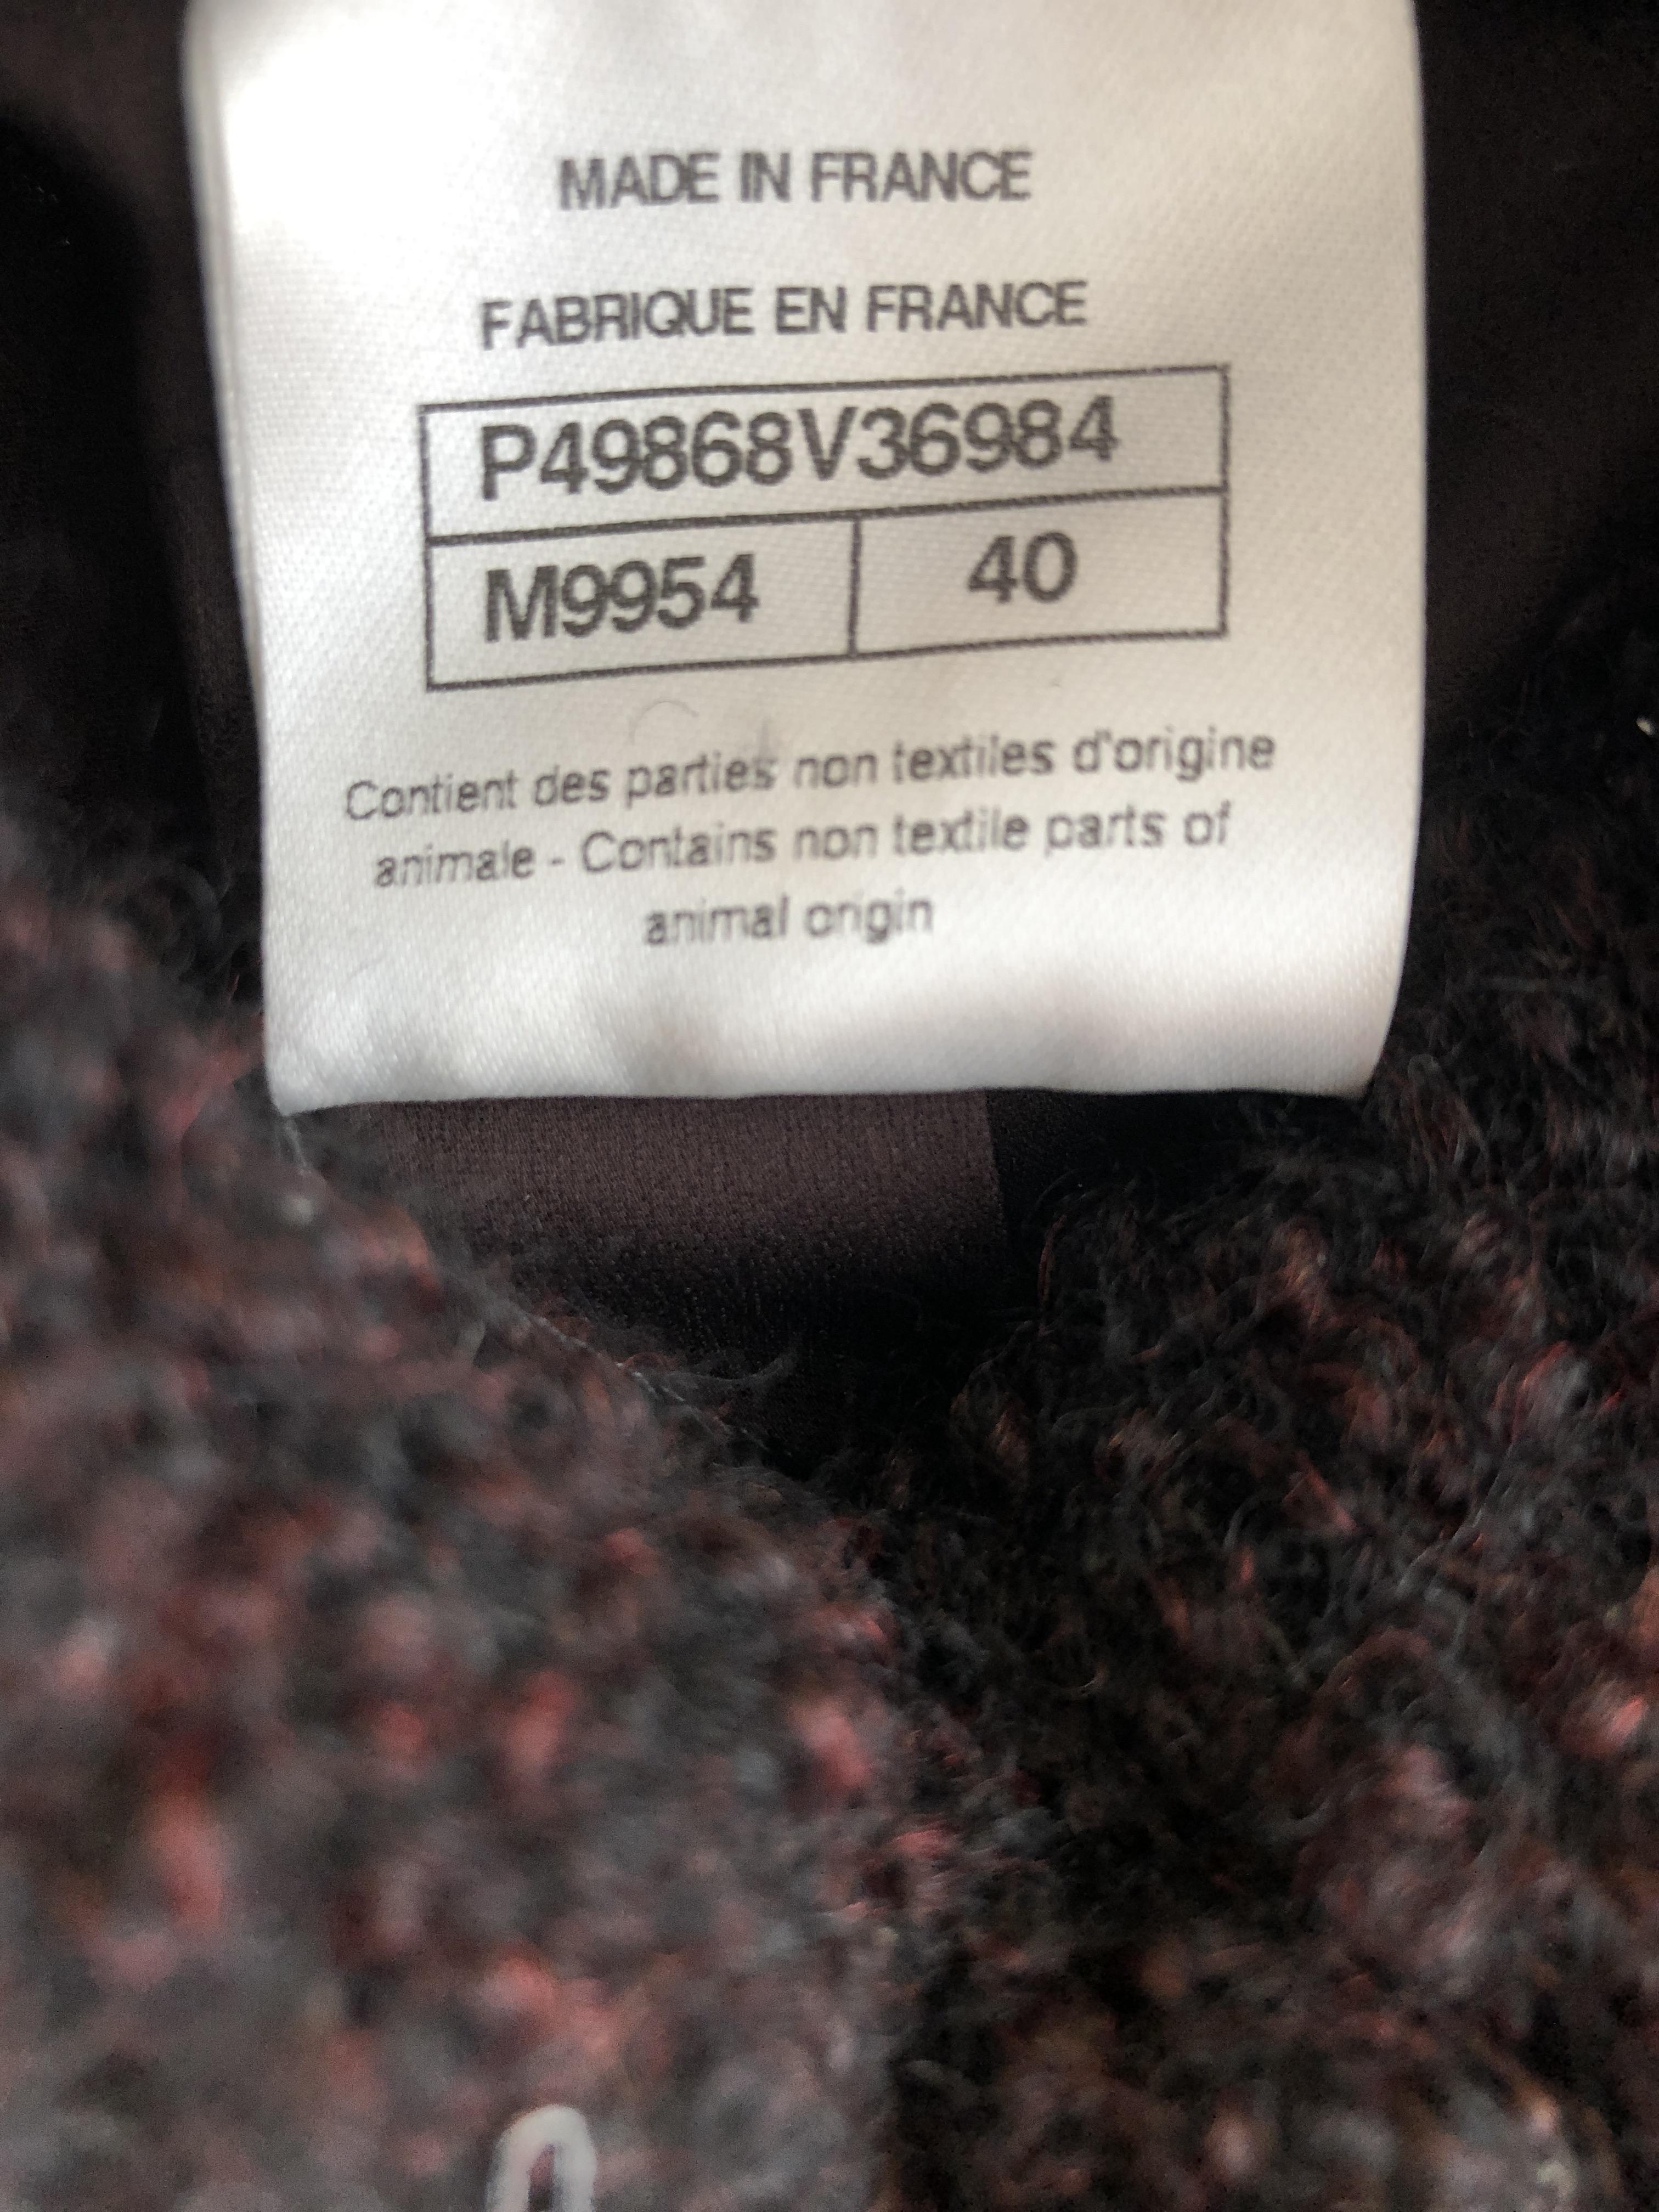 MADE IN FRANCE
FABRIQUE EN FRANCE
P49868V36984
M9954 40
Contient des parties non textiles d'origine
animale - Contains non textile parts of
animal origin